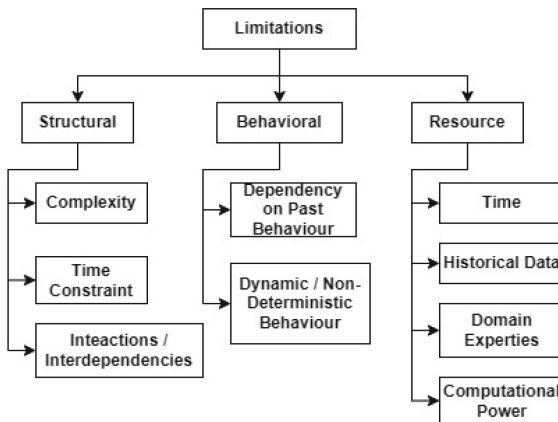 Limitations
Structural
Behavioral
Resource
Complexity
Time
Constraint
Inteactions /
Interdependencies
Dependency
on Past
Behaviour
Dynamic / Non-
Deterministic
Behaviour
Time
Historical Data
Domain
Experties
Computational
Power